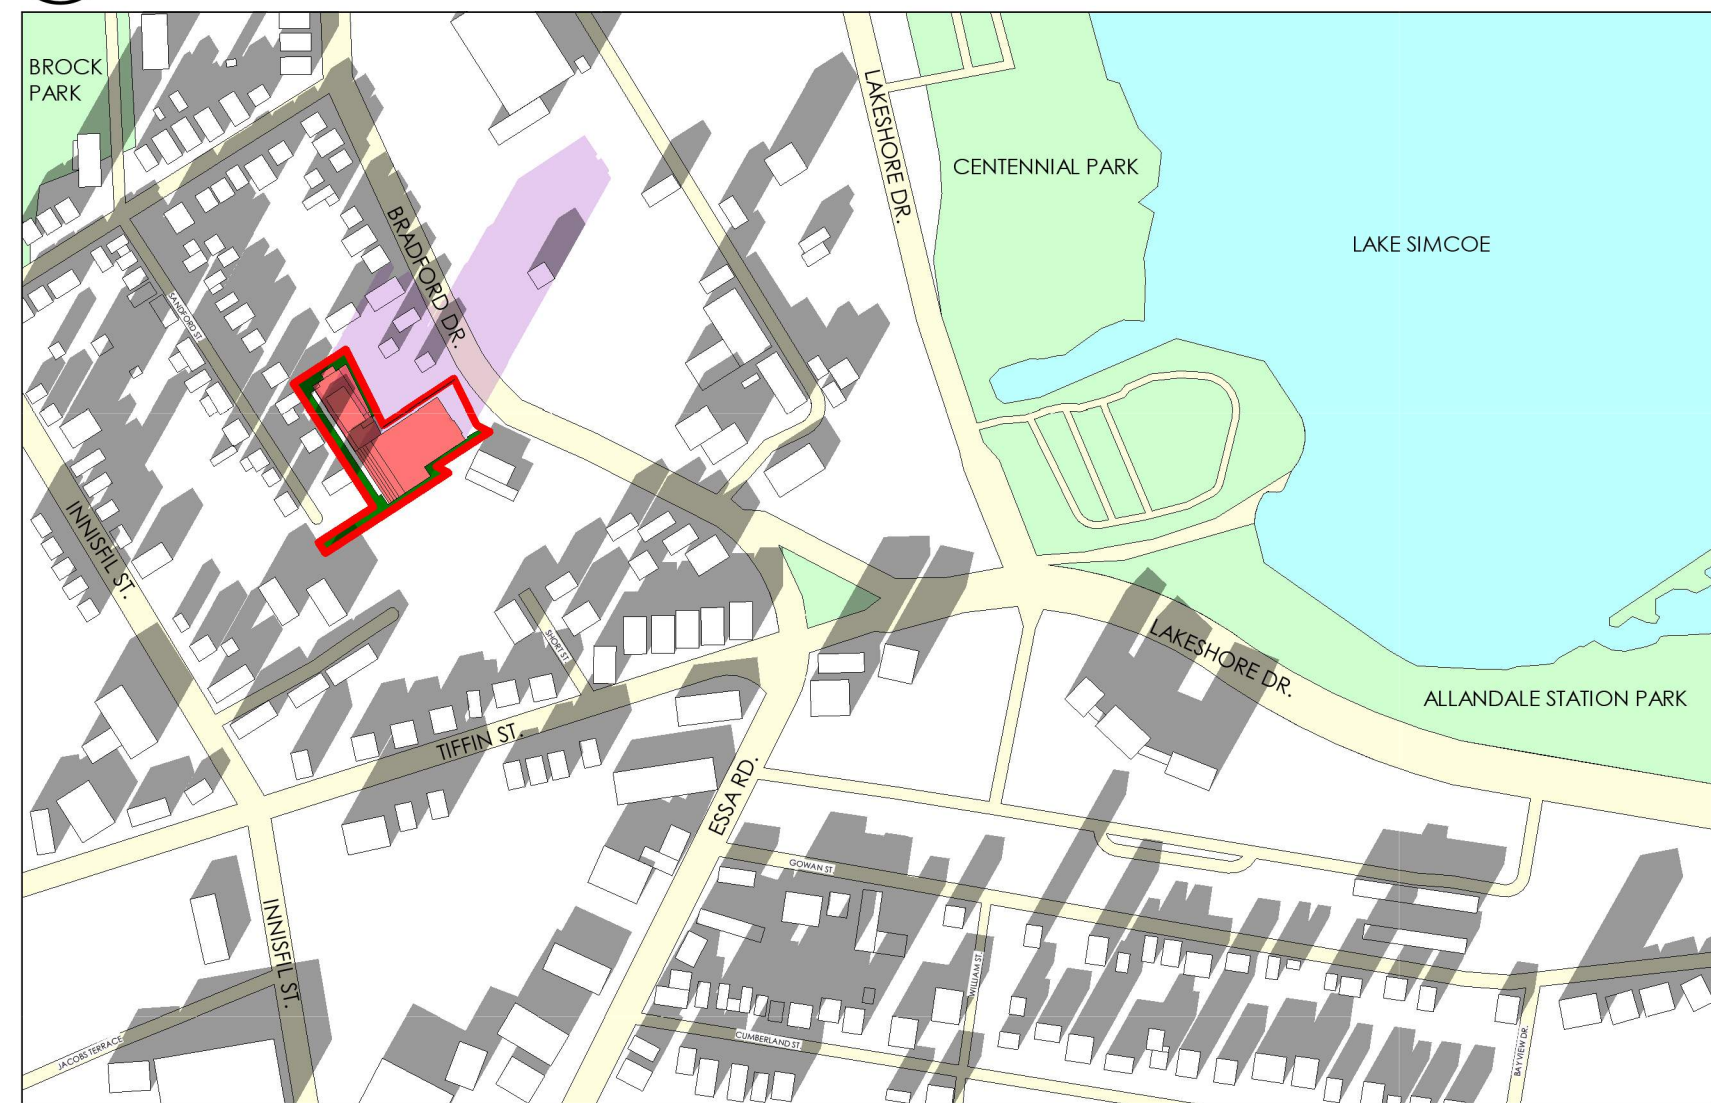 BROCK
PARK
LAKESHORE DR.
CENTENNIAL PARK
LAKE SIMCOE
BRADFORD DR.
SANDFORD ST.
INNISFIL ST.
SHORT ST.
LAKESHORE DR.
ALLANDALE STATION PARK
TIFFIN ST.
ESSA RD.
GOWAN ST.
INNISFIL ST.
WILLIAM ST.
JACOBS TERRACE
CUMBERLAND ST.
BAYVIEW DR.